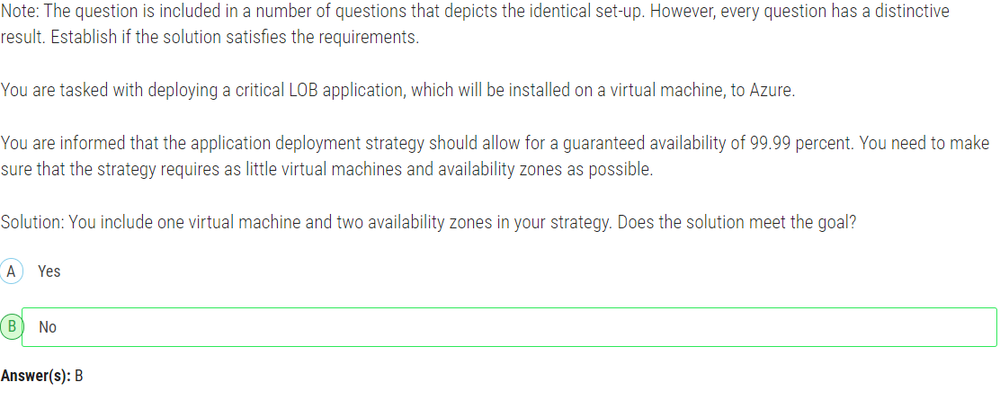 Note: The question is included in a number of questions that depicts the identical set-up. However, every question has a distinctive
result. Establish if the solution satisfies the requirements.
You are tasked with deploying a critical LOB application, which will be installed on a virtual machine, to Azure.
You are informed that the application deployment strategy should allow for a guaranteed availability of 99.99 percent. You need to make
sure that the strategy requires as little virtual machines and availability zones as possible.
Solution: You include one virtual machine and two availability zones in your strategy. Does the solution meet the goal?
A Yes
B No
Answer(s): B